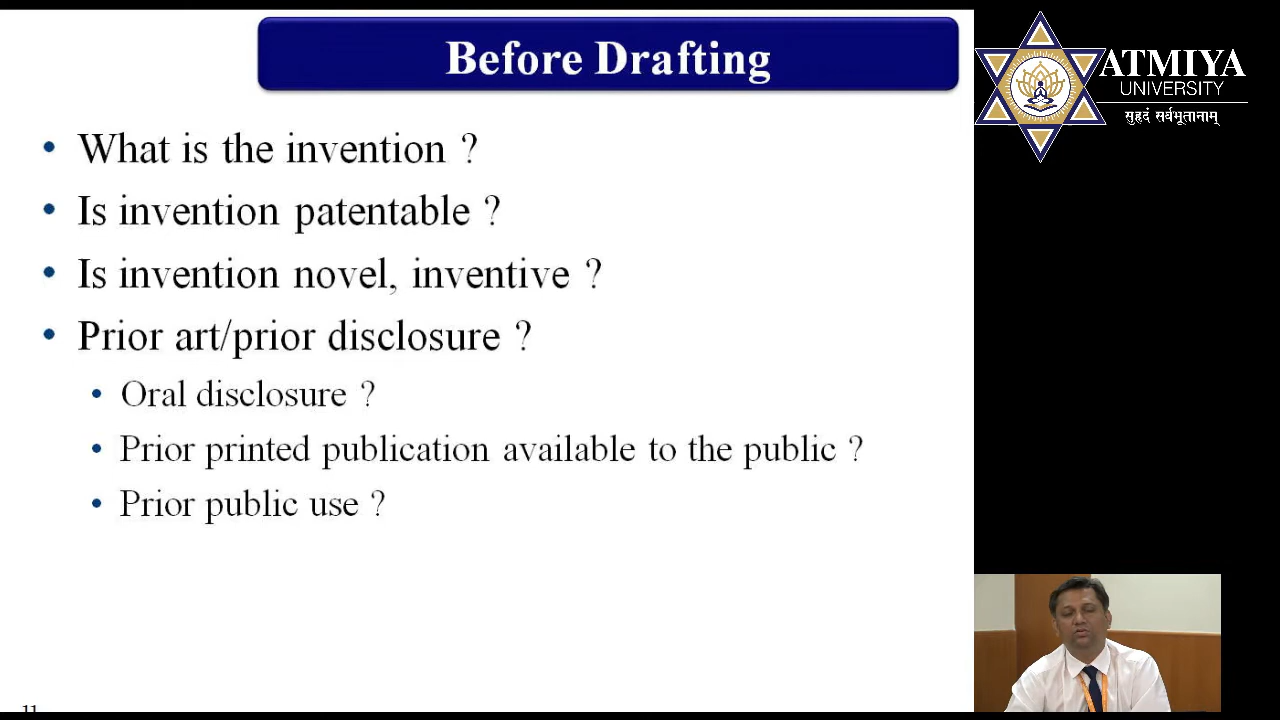 Before Drafting
ATMIYA
UNIVERSITY
सुहृदं सर्वभूतानाम्
• What is the invention ?
• Is invention patentable ?
• Is invention novel, inventive ?
• Prior art/prior disclosure ?
• Oral disclosure ?
• Prior printed publication available to the public ?
• Prior public use ?
11